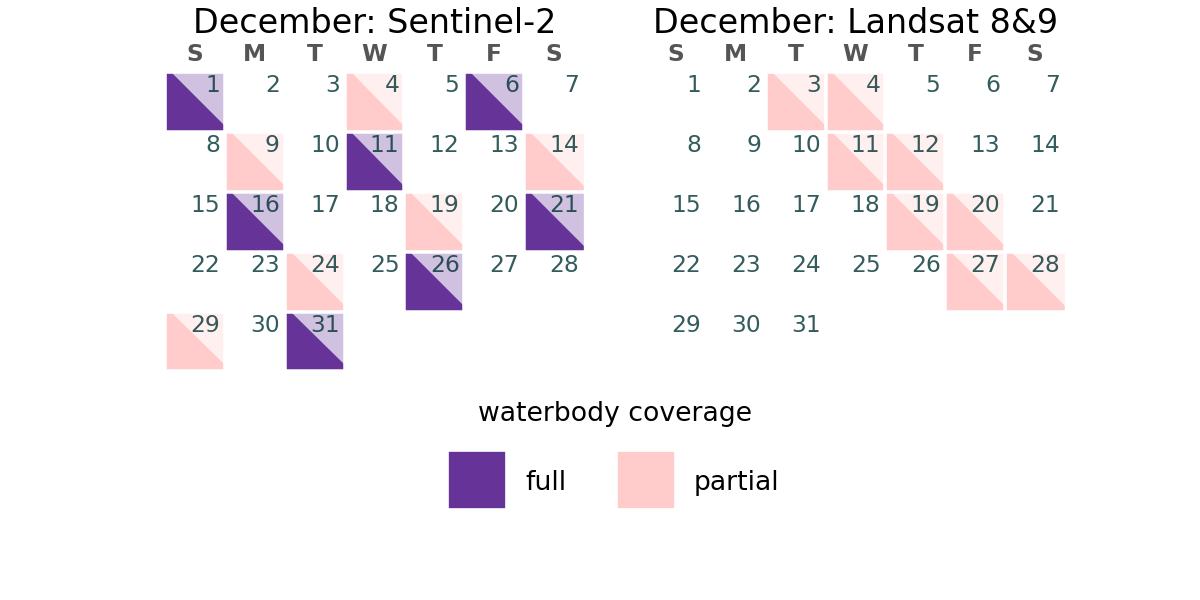 December: Sentinel-2
S M T W T F S
1 2 3 4 5 6 7
8 9 10 11 12 13 14
15 16 17 18 19 20 21
22 23 24 25 26 27 28
29 30 31
December: Landsat 8&9
S M T W T F S
1 2 3 4 5 6 7
8 9 10 11 12 13 14
15 16 17 18 19 20 21
22 23 24 25 26 27 28
29 30 31
waterbody coverage
full
partial